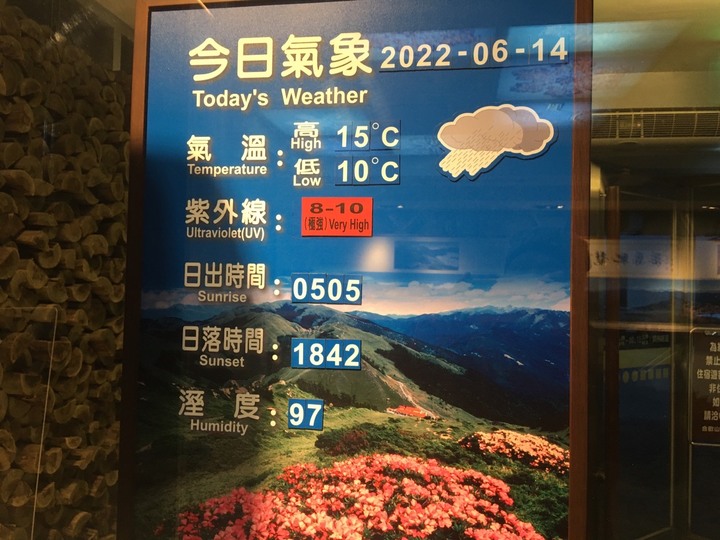 今日氣象 2022-06-14
Today's Weather
氣溫 : 高 15°C
Temperature High
低 10°C
Low
紫外線 : 8-10
Ultraviolet(UV) (極強) Very High
日出時間 : 0505
Sunrise
日落時間 : 1842
Sunset
溼度 : 97
Humidity